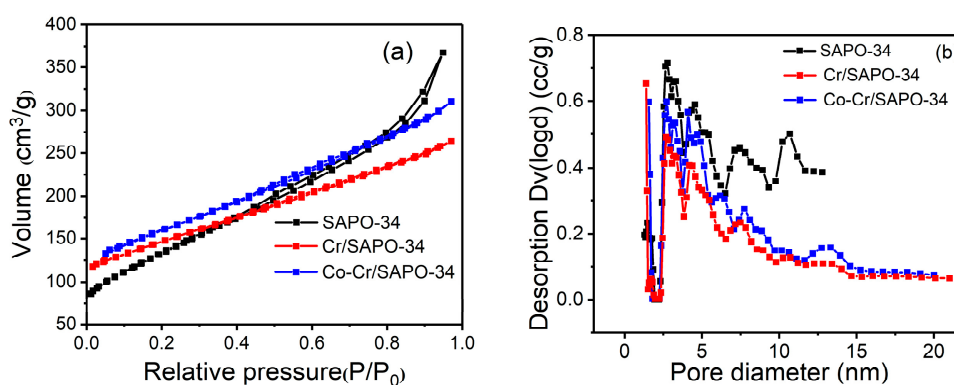 (a)
400
350
300
250
200
150
100
50
Volume (cm³/g)
SAPO-34
Cr/SAPO-34
Co-Cr/SAPO-34
0.0 0.2 0.4 0.6 0.8 1.0
Relative pressure(P/P₀)
(b
0.8
0.6
0.4
0.2
0.0
Desorption Dv(logd) (cc/g)
SAPO-34
Cr/SAPO-34
Co-Cr/SAPO-34
0 5 10 15 20
Pore diameter (nm)